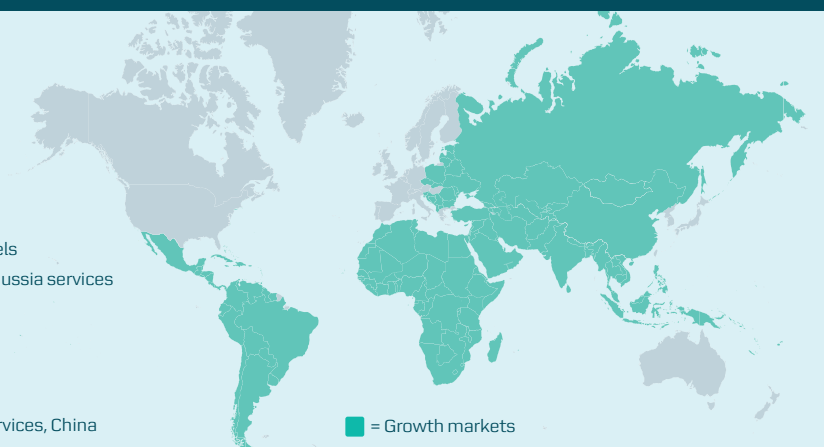 els
ussia services
rvices, China
= Growth markets